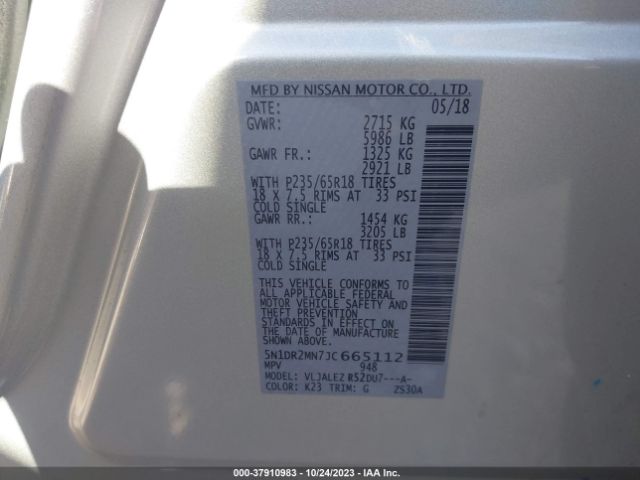 MFD BY NISSAN MOTOR CO., LTD.
DATE: 05/18
GVWR: 2715 KG
5986 LB
GAWR FR.: 1325 KG
2921 LB
WITH P235/65R18 TIRES
18 X 7.5 RIMS AT 33 PSI
COLD SINGLE
GAWR RR.: 1454 KG
3205 LB
WITH P235/65R18 TIRES
18 X 7.5 RIMS AT 33 PSI
COLD SINGLE
THIS VEHICLE CONFORMS TO
ALL APPLICABLE FEDERAL
MOTOR VEHICLE SAFETY AND
THEFT PREVENTION
STANDARDS IN EFFECT ON
THE DATE OF MANUFACTURE
SHOWN ABOVE.
5N1DR2MN7JC665112
MPV 948
MODEL: VLJALEZ R52DU7---A-
COLOR: K23 TRIM: G ZS30A
000-37910983 - 10/24/2023 - IAA Inc.